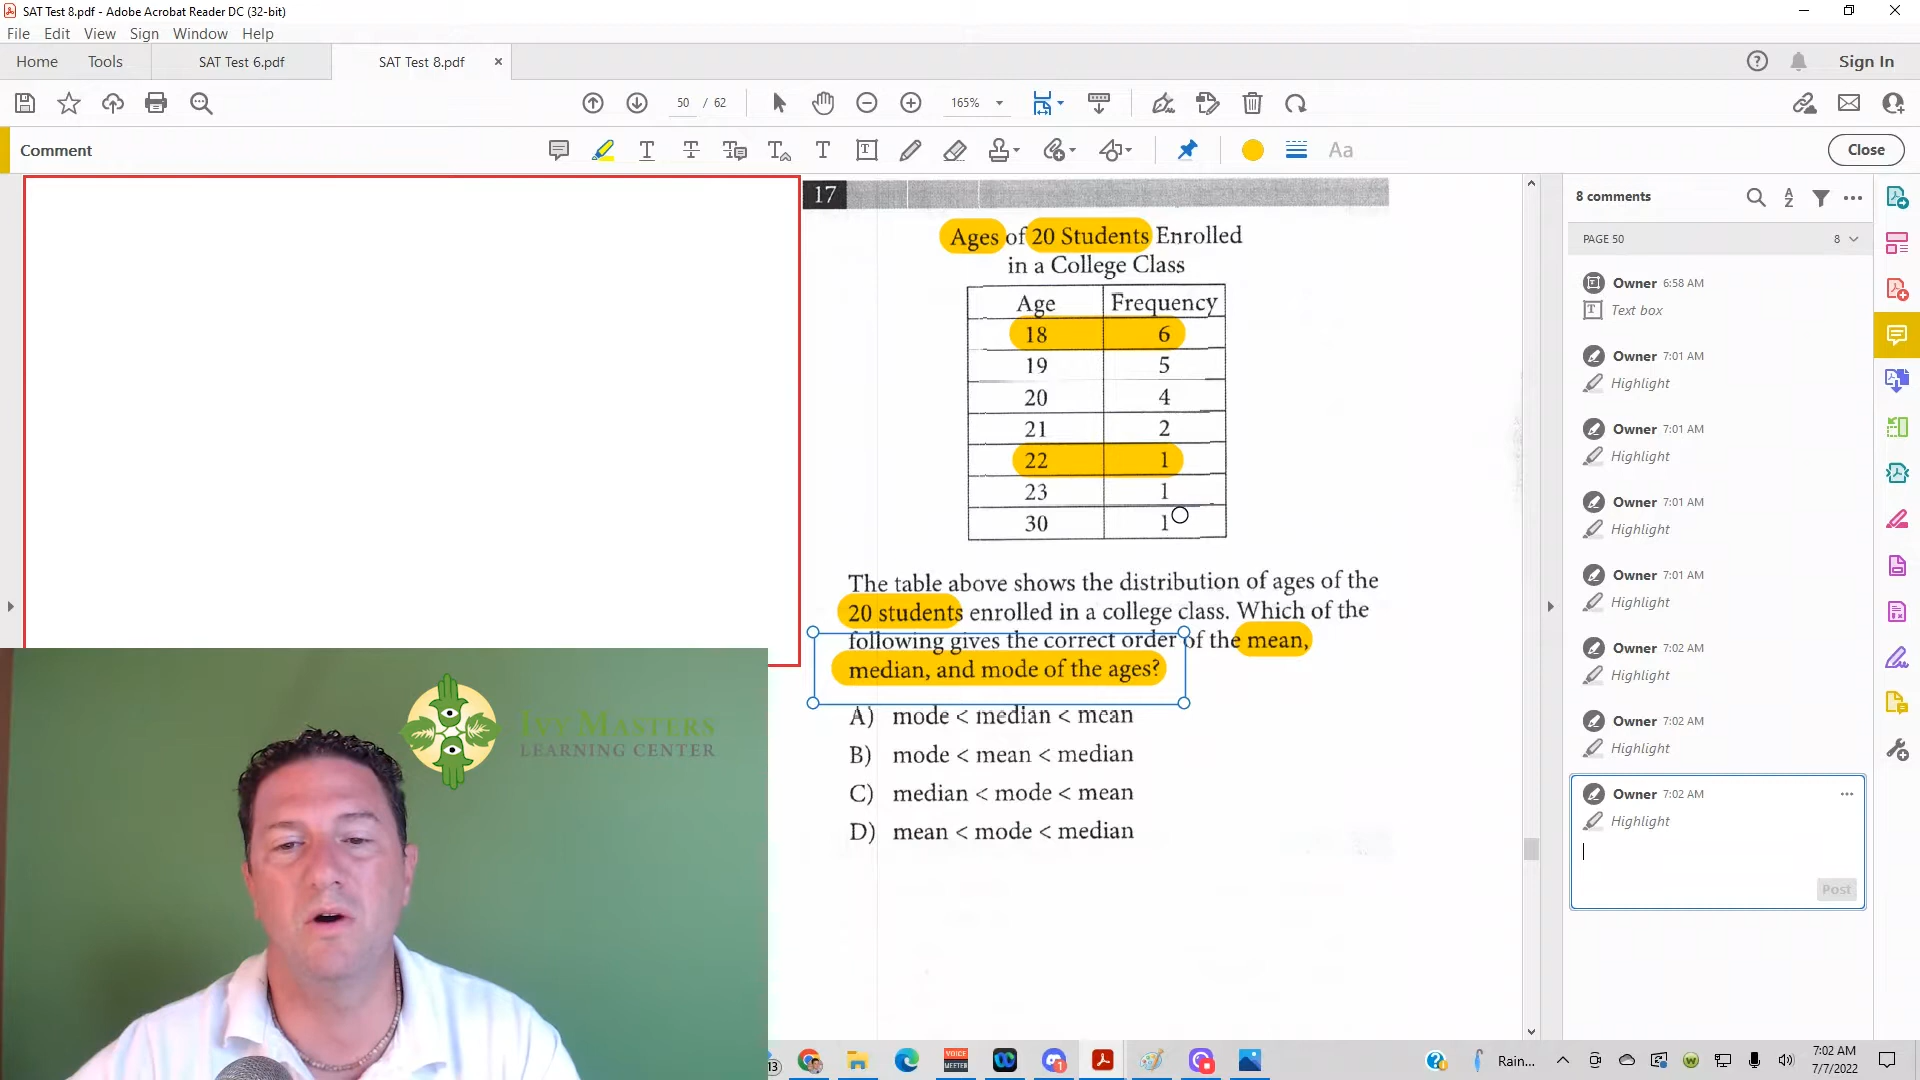 SAT Test 8.pdf - Adobe Acrobat Reader DC (32-bit)
File Edit View Sign Window Help
Home Tools SAT Test 6.pdf SAT Test 8.pdf × Sign In
50 / 62 165%
Comment Aa Close
17
Ages of 20 Students Enrolled
in a College Class
Age Frequency
18 6
19 5
20 4
21 2
22 1
23 1
30 1
The table above shows the distribution of ages of the
20 students enrolled in a college class. Which of the
following gives the correct order of the mean,
median, and mode of the ages?
A) mode < median < mean
B) mode < mean < median
C) median < mode < mean
D) mean < mode < median
8 comments
PAGE 50 8
Owner 6:58 AM
Text box
Owner 7:01 AM
Highlight
Owner 7:01 AM
Highlight
Owner 7:01 AM
Highlight
Owner 7:01 AM
Highlight
Owner 7:02 AM
Highlight
Owner 7:02 AM
Highlight
Owner 7:02 AM
Highlight
Post
IVY MASTERS
LEARNING CENTER
13
VOICE
MEETER
Rain...
7:02 AM
7/7/2022